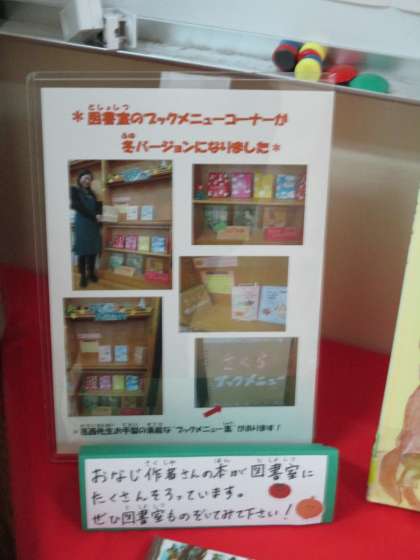 *図書室のブックメニューコーナーが
冬バージョンになりました*
さくら
ブックメニュー
おなじ作者さんの本が図書室に
たくさんそろっています。
ぜひ図書室ものぞいてみて下さい!